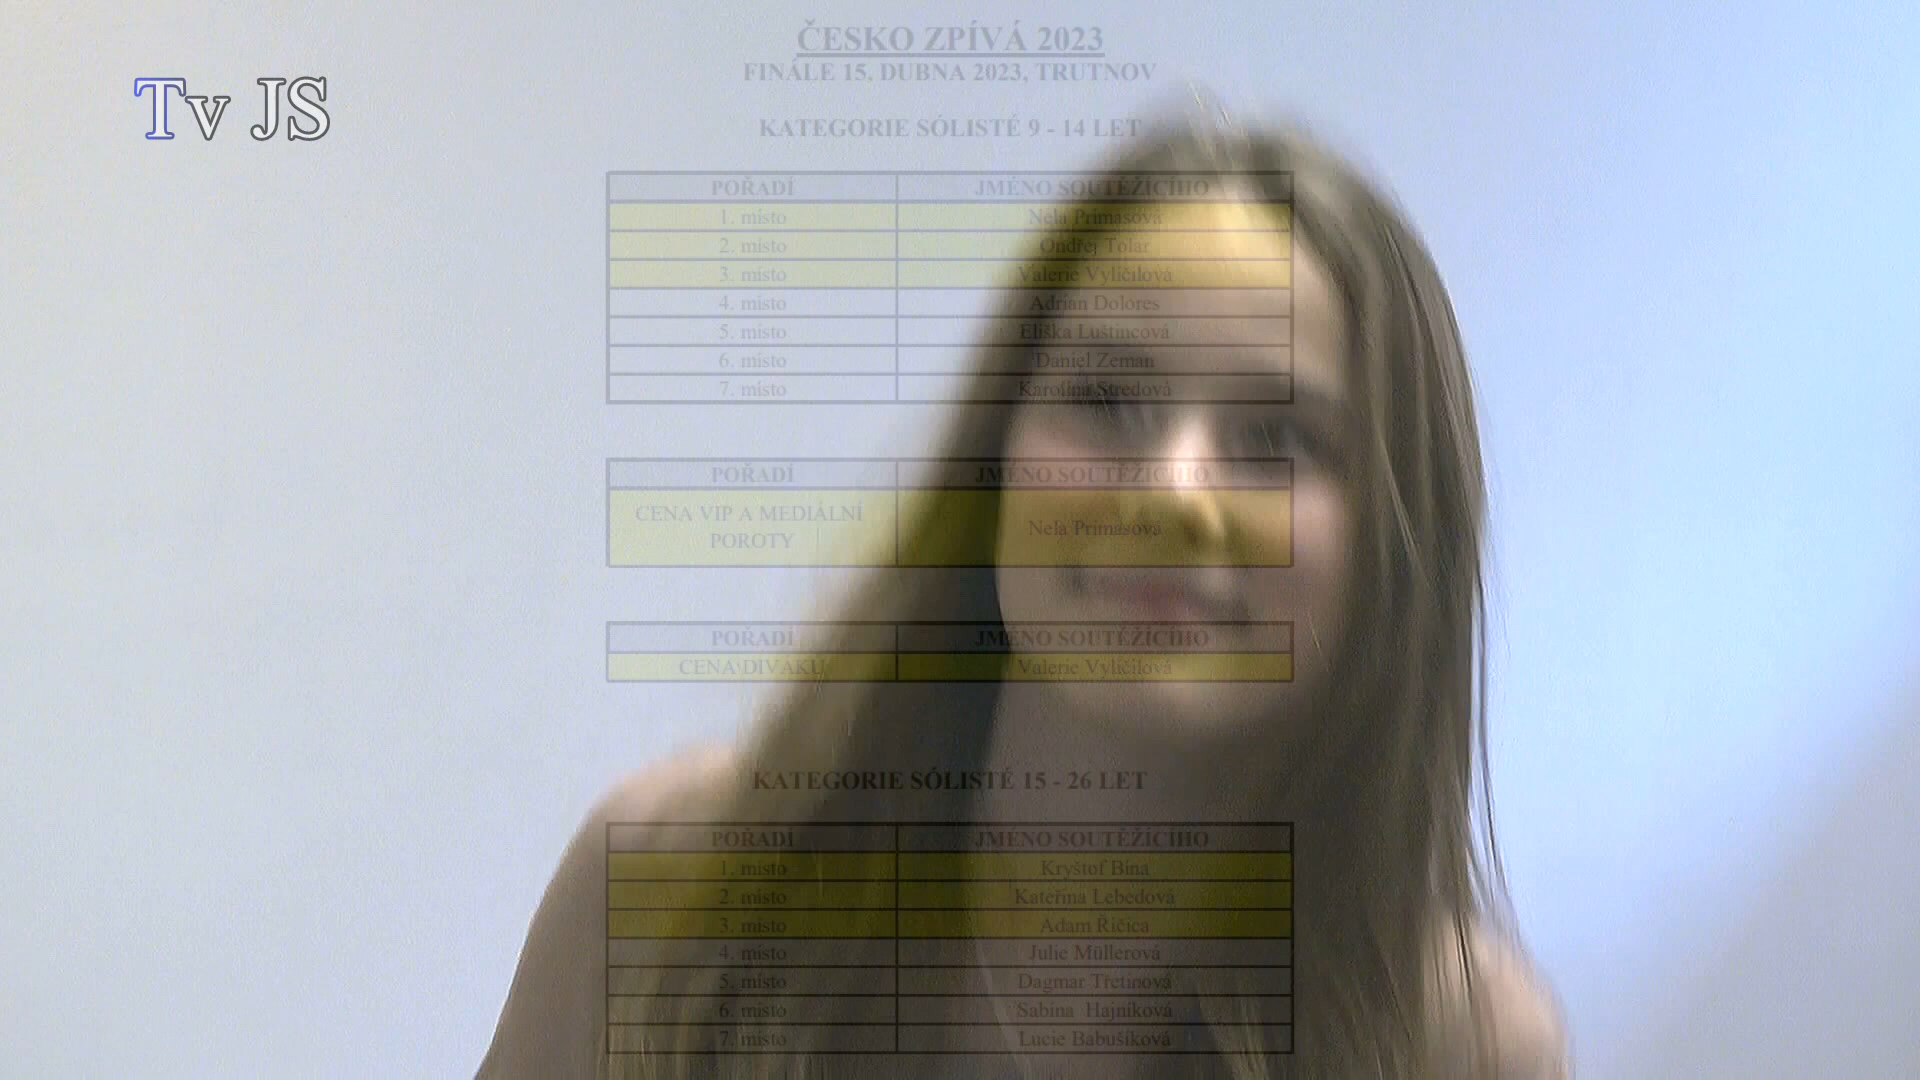 ČESKO ZPÍVÁ 2023
FINÁLE 15. DUBNA 2023, TRUTNOV
Tv JS
KATEGORIE SÓLISTÉ 9 - 14 LET
POŘADÍ JMÉNO SOUTĚŽÍCÍHO
1. místo Nela Primasová
2. místo Ondřej Tolar
3. místo Valerie Vyličilová
4. místo Adrian Dolores
5. místo Eliška Luštincová
6. místo Daniel Zeman
7. místo Karolína Stredová
POŘADÍ JMÉNO SOUTĚŽÍCÍHO
CENA VIP A MEDIÁLNÍ
POROTY Nela Primasová
POŘADÍ JMÉNO SOUTĚŽÍCÍHO
CENA DIVÁKŮ Valerie Vyličilová
KATEGORIE SÓLISTÉ 15 - 26 LET
POŘADÍ JMÉNO SOUTĚŽÍCÍHO
1. místo Kryštof Bína
2. místo Kateřina Lebedová
3. místo Adam Řičica
4. místo Julie Müllerová
5. místo Dagmar Třetinová
6. místo Sabina Hajníková
7. místo Lucie Babušíková